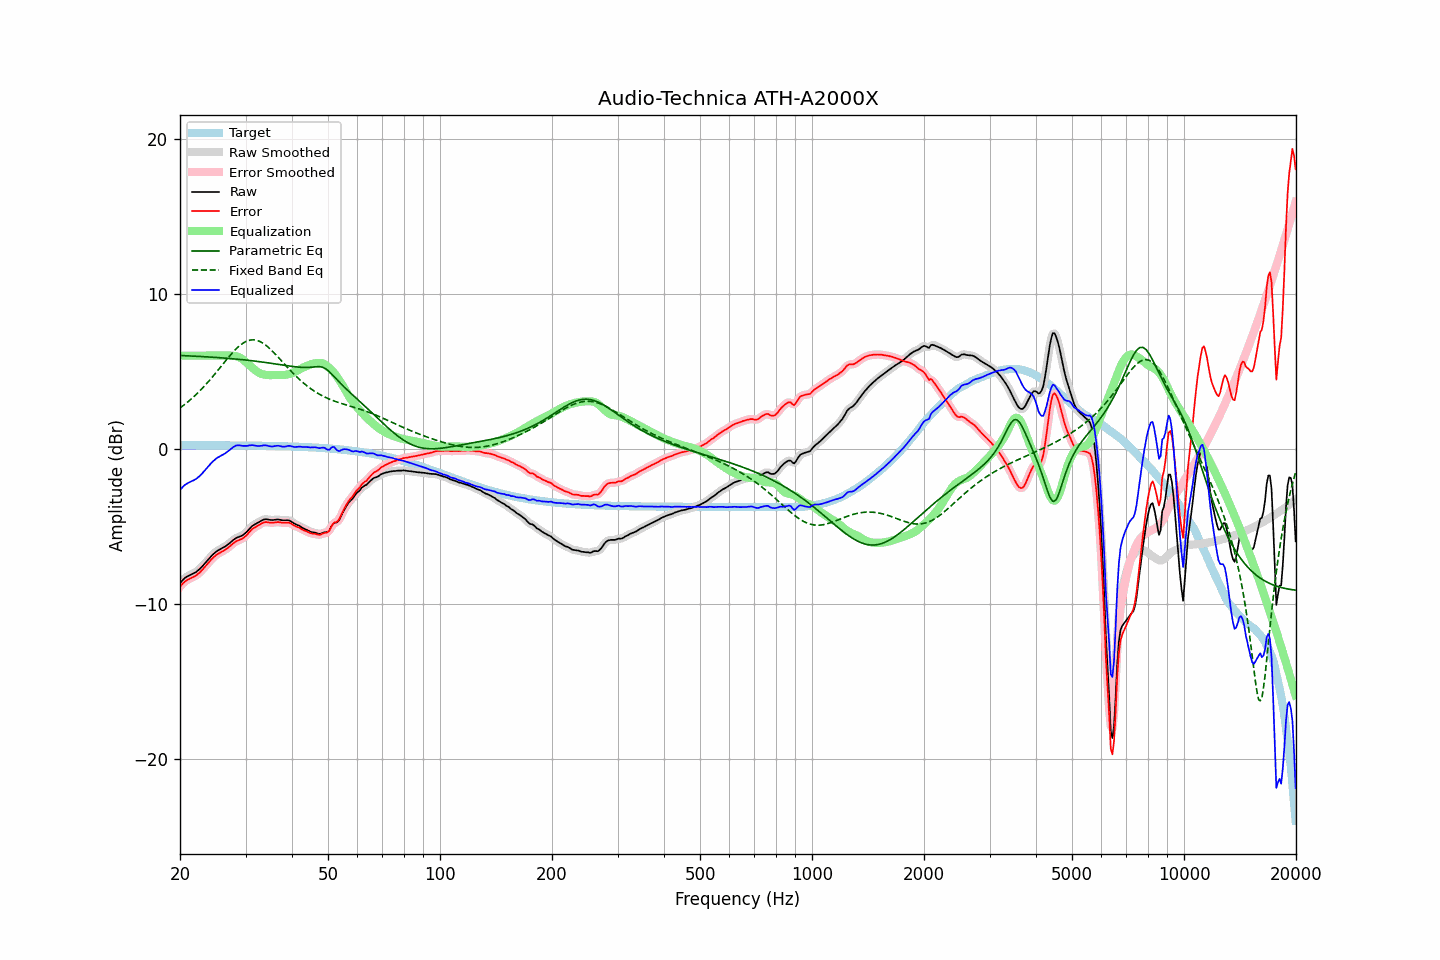 Audio-Technica ATH-A2000X
Target
Raw Smoothed
Error Smoothed
Raw
Error
Equalization
Parametric Eq
Fixed Band Eq
Equalized
Amplitude (dBr)
20
10
0
−10
−20
20
50
100
200
500
1000
2000
5000
10000
20000
Frequency (Hz)